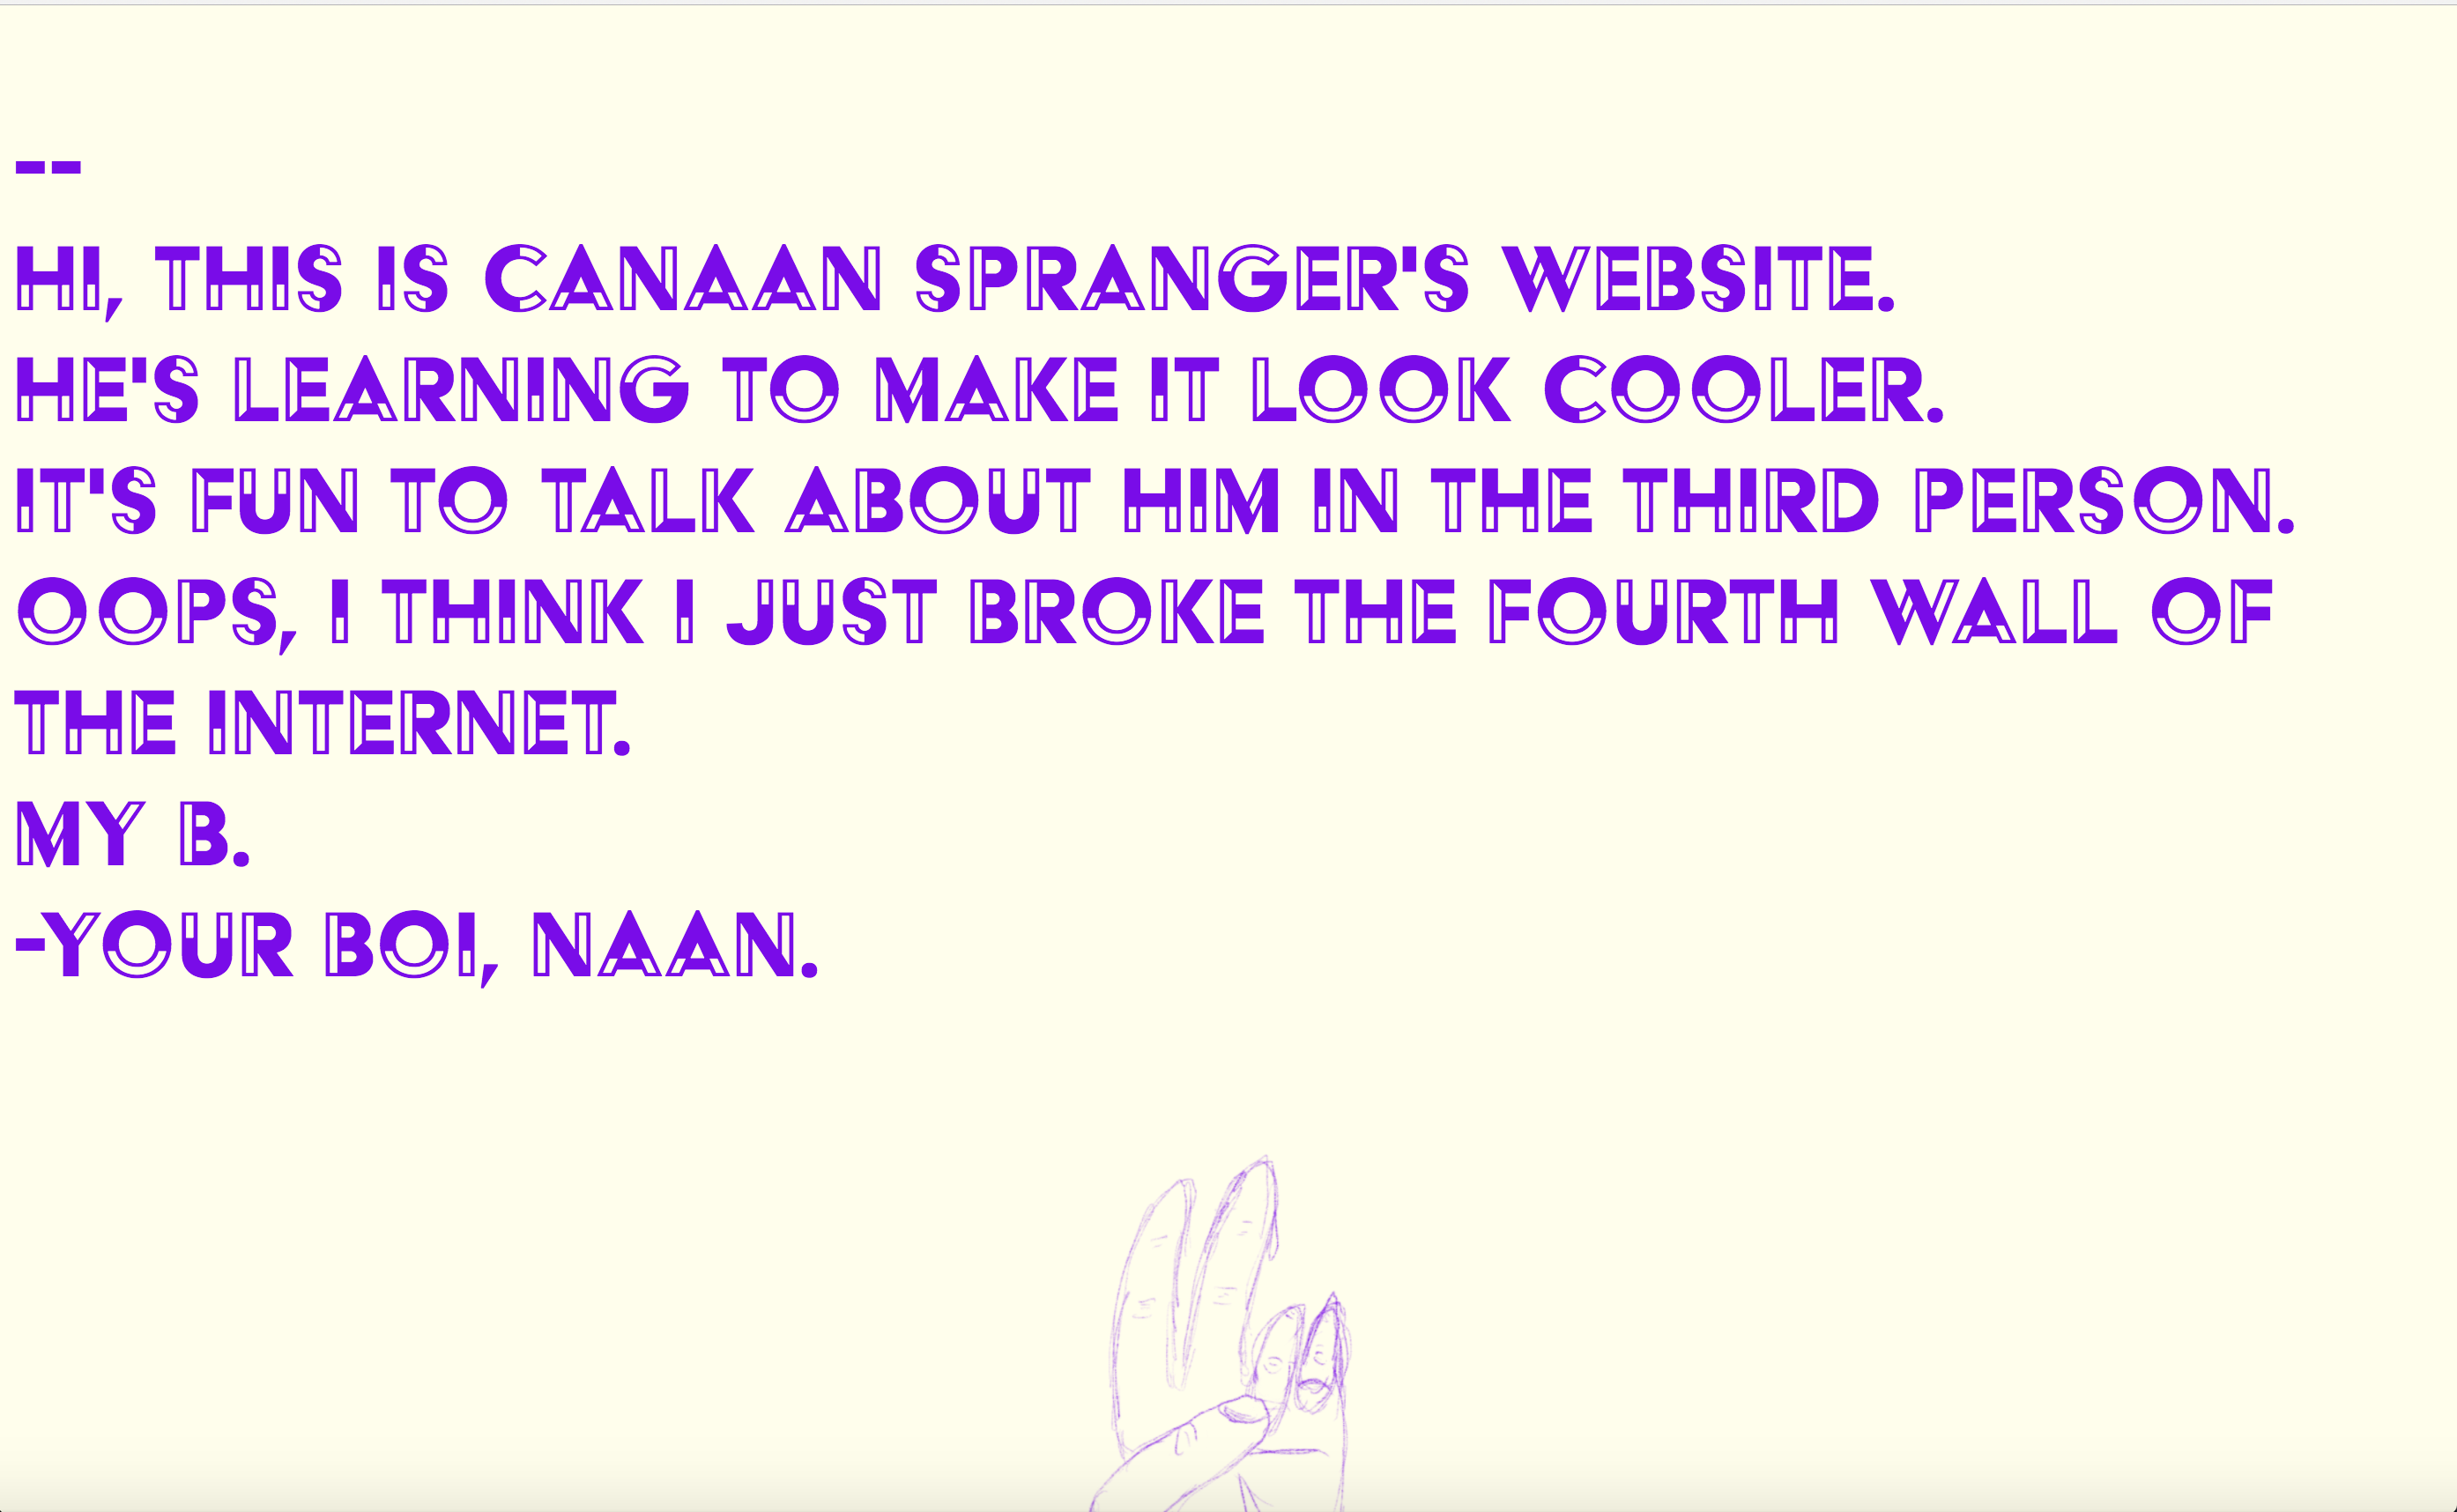 --
HI, THIS IS CANAAN SPRANGER'S WEBSITE.
HE'S LEARNING TO MAKE IT LOOK COOLER.
IT'S FUN TO TALK ABOUT HIM IN THE THIRD PERSON.
OOPS, I THINK I JUST BROKE THE FOURTH WALL OF
THE INTERNET.
MY B.
-YOUR BOI, NAAN.